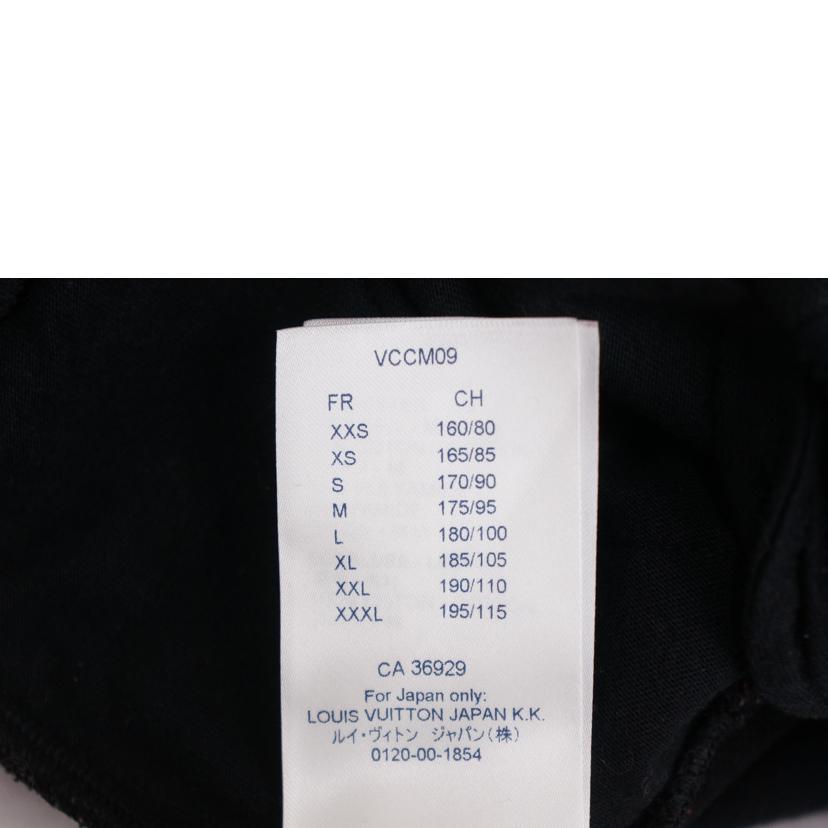 VCCM09
FR CH
XXS 160/80
XS 165/85
S 170/90
M 175/95
L 180/100
XL 185/105
XXL 190/110
XXXL 195/115
CA 36929
For Japan only:
LOUIS VUITTON JAPAN K.K.
ルイ・ヴィトン ジャパン(株)
0120-00-1854